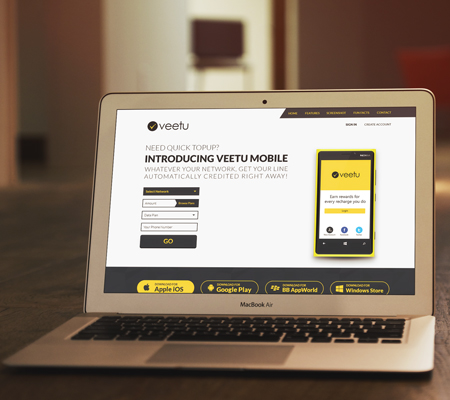 HOME FEATURES SCREENSHOT CONTACTS
SIGN IN CREATE ACCOUNT
veetu
NEED QUICK TOPUP?
INTRODUCING VEETU MOBILE
WHATEVER YOUR NETWORK, GET YOUR LINE
AUTOMATICALLY CREDITED RIGHT AWAY!
Select Network
Amount
Data Plan
Your Phone number
GO
veetu
Earn rewards for
every recharge you do
DOWNLOAD FOR
Apple iOS
DOWNLOAD FOR
Google Play
DOWNLOAD FOR
BB AppWorld
DOWNLOAD FOR
Windows Store
MacBook Air